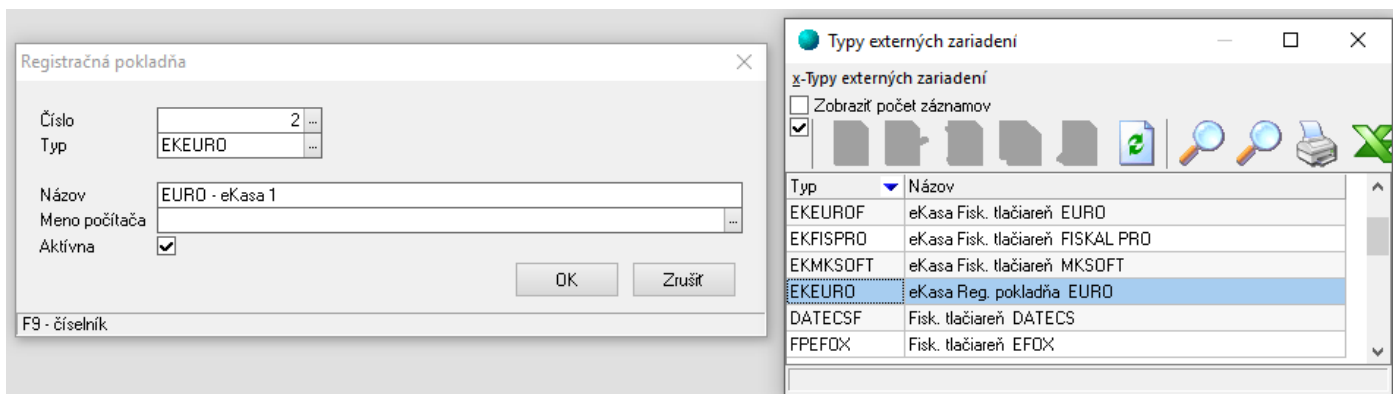 Registračná pokladňa
Číslo 2 ...
Typ EKEURO ...
Názov EURO - eKasa 1
Meno počítača ...
Aktívna
OK Zrušiť
F9 - číselník
Typy externých zariadení
x-Typy externých zariadení
Zobraziť počet záznamov
Typ Názov
EKEUROF eKasa Fisk. tlačiareň EURO
EKFISPRO eKasa Fisk. tlačiareň FISKAL PRO
EKMKSOFT eKasa Fisk. tlačiareň MKSOFT
EKEURO eKasa Reg. pokladňa EURO
DATECSF Fisk. tlačiareň DATECS
FPEFOX Fisk. tlačiareň EFOX